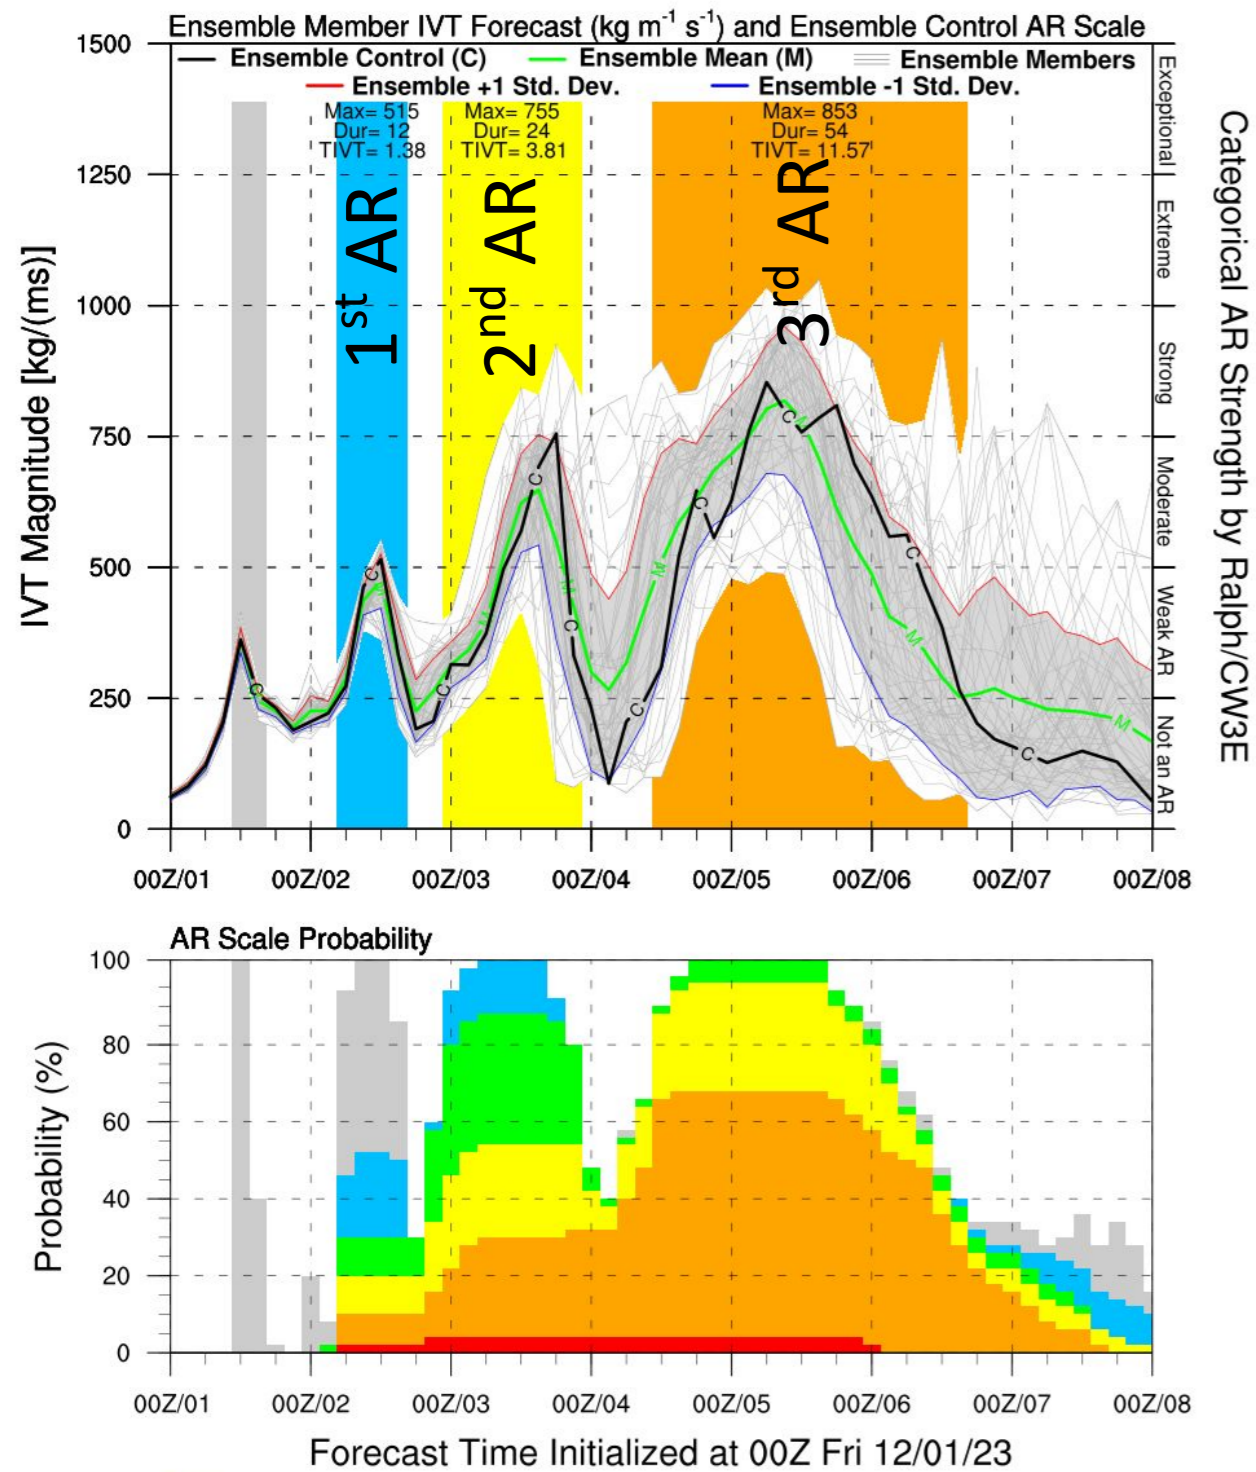 Ensemble Member IVT Forecast (kg m-1 s-1) and Ensemble Control AR Scale
Ensemble Control (C) Ensemble Mean (M) Ensemble Members
Ensemble +1 Std. Dev. Ensemble -1 Std. Dev.
Max= 515
Dur= 12
TIVT= 1.38
Max= 755
Dur= 24
TIVT= 3.81
Max= 853
Dur= 54
TIVT= 11.57
1st AR
2nd AR
3rd AR
IVT Magnitude [kg/(ms)]
1500
1250
1000
750
500
250
0
Exceptional
Extreme
Strong
Moderate
Weak AR
Not an AR
Categorical AR Strength by Ralph/CW3E
C C C C C C C C C C
M M M M M M
00Z/01 00Z/02 00Z/03 00Z/04 00Z/05 00Z/06 00Z/07 00Z/08
AR Scale Probability
Probability (%)
100
80
60
40
20
0
00Z/01 00Z/02 00Z/03 00Z/04 00Z/05 00Z/06 00Z/07 00Z/08
Forecast Time Initialized at 00Z Fri 12/01/23